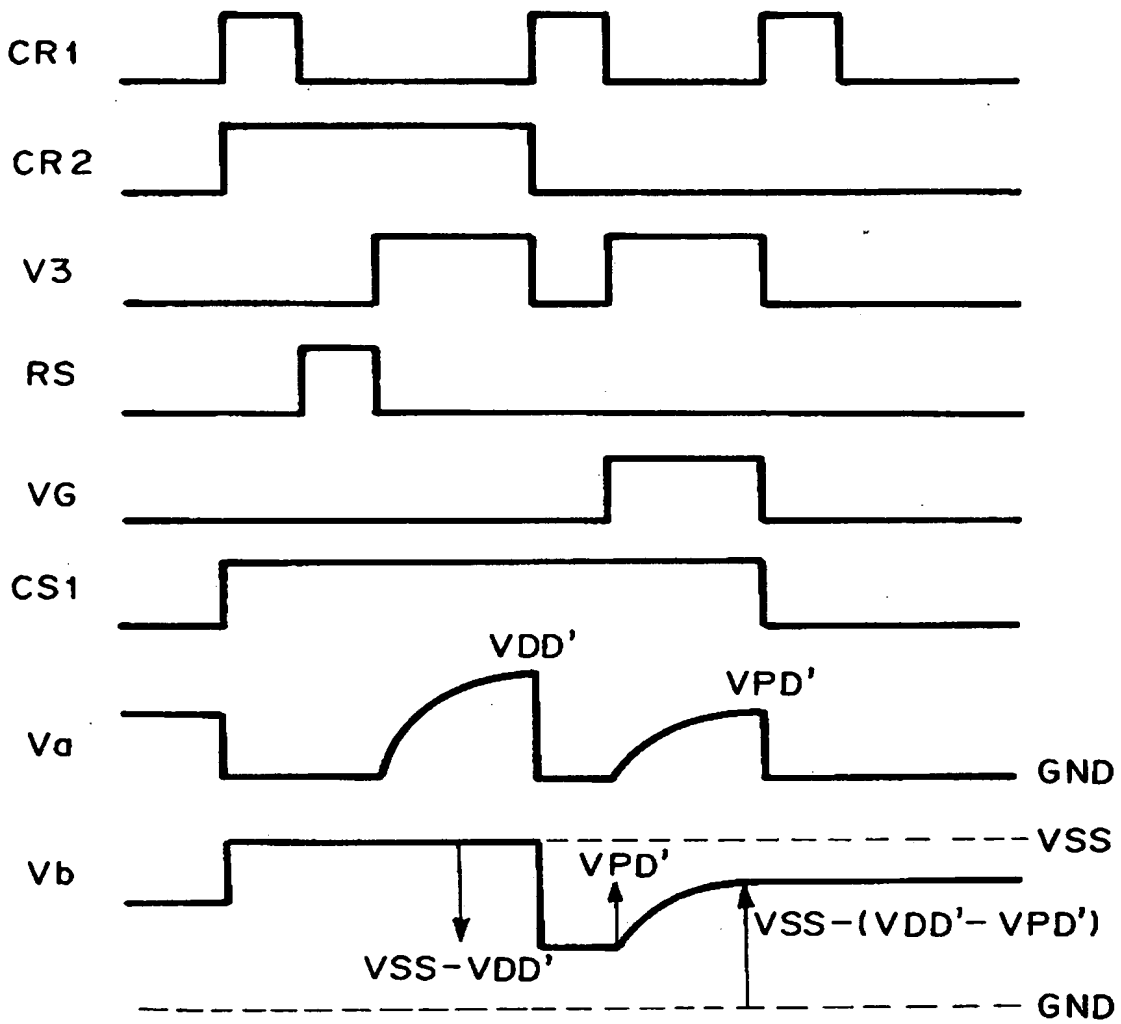 CR1
CR2
V3
RS
VG
CS1
VDD'
VPD'
Va
GND
VSS
Vb
VPD'
VSS-(VDD'-VPD')
VSS-VDD'
GND